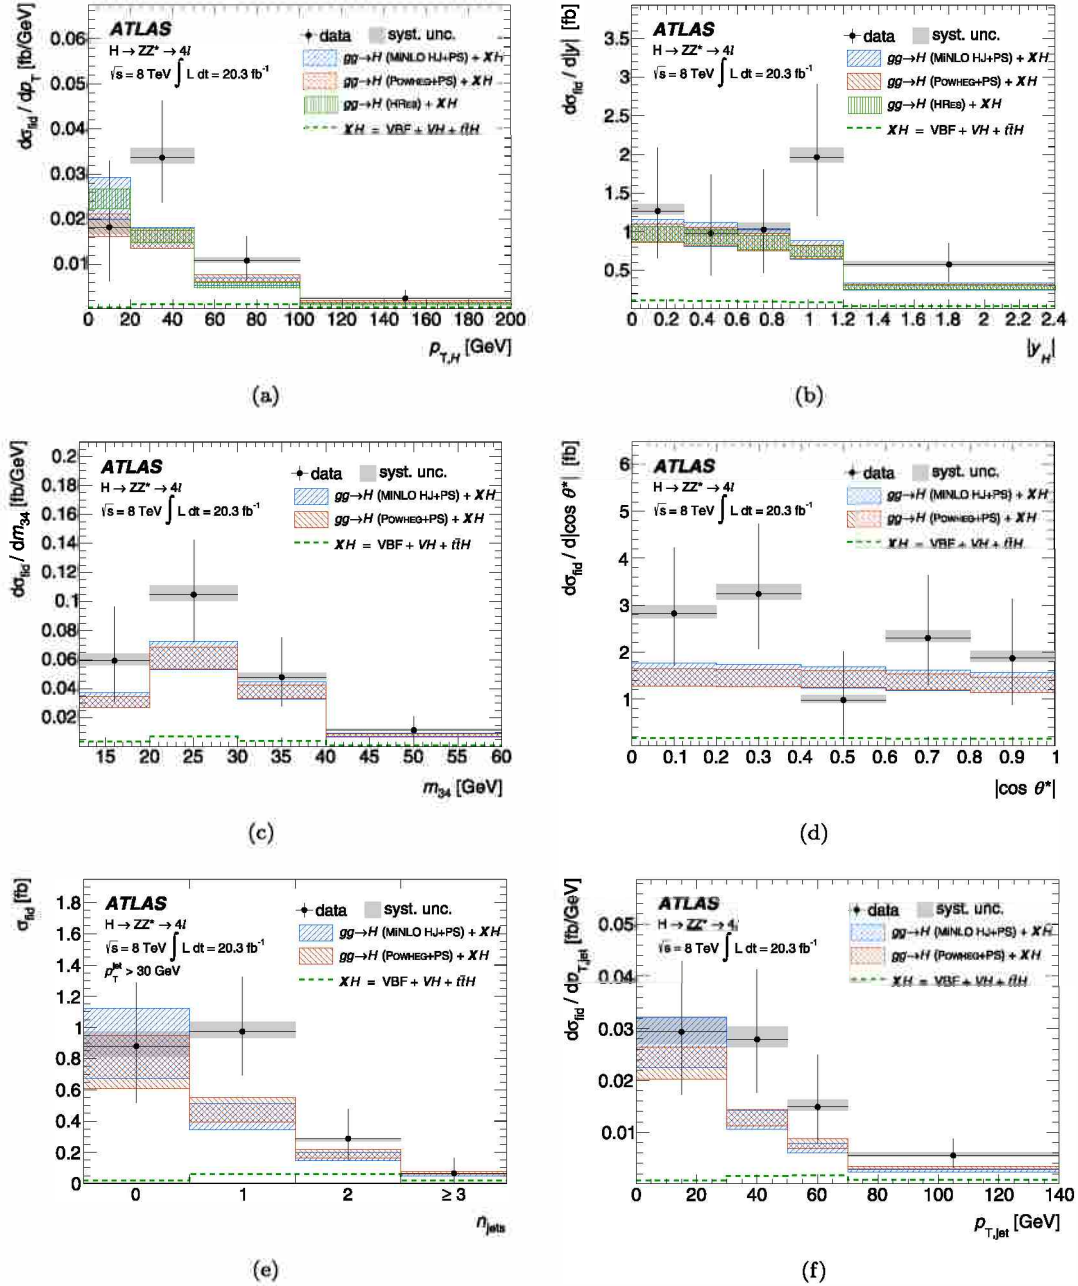 dσfid / dpT [fb/GeV]
0.06
0.05
0.04
0.03
0.02
0.01
ATLAS
H → ZZ* → 4l
√s = 8 TeV ∫ L dt = 20.3 fb⁻¹
data
syst. unc.
gg→H (MiNLO HJ+PS) + XH
gg→H (POWHEG+PS) + XH
gg→H (HRES) + XH
XH = VBF + VH + tt̄H
0 20 40 60 80 100 120 140 160 180 200
pT,H [GeV]
(a)
dσfid / d|y| [fb]
3.5
3
2.5
2
1.5
1
0.5
ATLAS
H → ZZ* → 4l
√s = 8 TeV ∫ L dt = 20.3 fb⁻¹
data
syst. unc.
gg→H (MiNLO HJ+PS) + XH
gg→H (POWHEG+PS) + XH
gg→H (HRES) + XH
XH = VBF + VH + tt̄H
0 0.2 0.4 0.6 0.8 1 1.2 1.4 1.6 1.8 2 2.2 2.4
|yH|
(b)
dσfid / dm34 [fb/GeV]
0.2
0.18
0.16
0.14
0.12
0.1
0.08
0.06
0.04
0.02
ATLAS
H → ZZ* → 4l
√s = 8 TeV ∫ L dt = 20.3 fb⁻¹
data
syst. unc.
gg→H (MiNLO HJ+PS) + XH
gg→H (POWHEG+PS) + XH
XH = VBF + VH + tt̄H
15 20 25 30 35 40 45 50 55 60
m34 [GeV]
(c)
dσfid / d|cos θ*| [fb]
6
5
4
3
2
1
ATLAS
H → ZZ* → 4l
√s = 8 TeV ∫ L dt = 20.3 fb⁻¹
data
syst. unc.
gg→H (MiNLO HJ+PS) + XH
gg→H (POWHEG+PS) + XH
XH = VBF + VH + tt̄H
0 0.1 0.2 0.3 0.4 0.5 0.6 0.7 0.8 0.9 1
|cos θ*|
(d)
σfid [fb]
1.8
1.6
1.4
1.2
1
0.8
0.6
0.4
0.2
0
ATLAS
H → ZZ* → 4l
√s = 8 TeV ∫ L dt = 20.3 fb⁻¹
pTjet > 30 GeV
data
syst. unc.
gg→H (MiNLO HJ+PS) + XH
gg→H (POWHEG+PS) + XH
XH = VBF + VH + tt̄H
0 1 2 ≥ 3
njets
(e)
dσfid / dpT,jet [fb/GeV]
0.05
0.04
0.03
0.02
0.01
ATLAS
H → ZZ* → 4l
√s = 8 TeV ∫ L dt = 20.3 fb⁻¹
data
syst. unc.
gg→H (MiNLO HJ+PS) + XH
gg→H (POWHEG+PS) + XH
XH = VBF + VH + tt̄H
0 20 40 60 80 100 120 140
pT,jet [GeV]
(f)